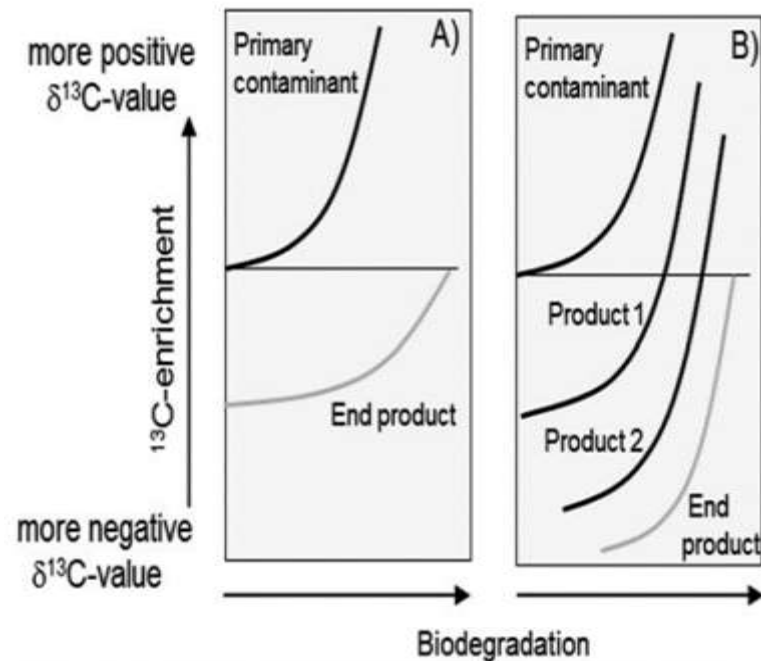 more positive
δ¹³C-value
¹³C-enrichment
more negative
δ¹³C-value
A)
Primary
contaminant
End product
B)
Primary
contaminant
Product 1
Product 2
End
product
Biodegradation